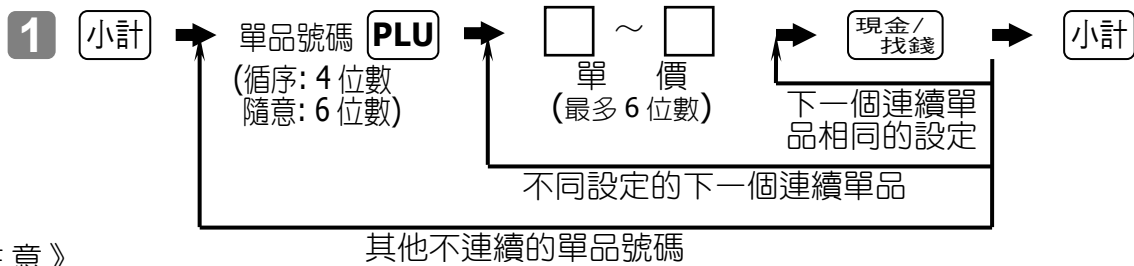 1 小計 單品號碼 PLU ～ 現金/找錢 小計
(循序: 4 位數
隨意: 6 位數)
單 價
(最多 6 位數)
下一個連續單
品相同的設定
不同設定的下一個連續單品
其他不連續的單品號碼
意》